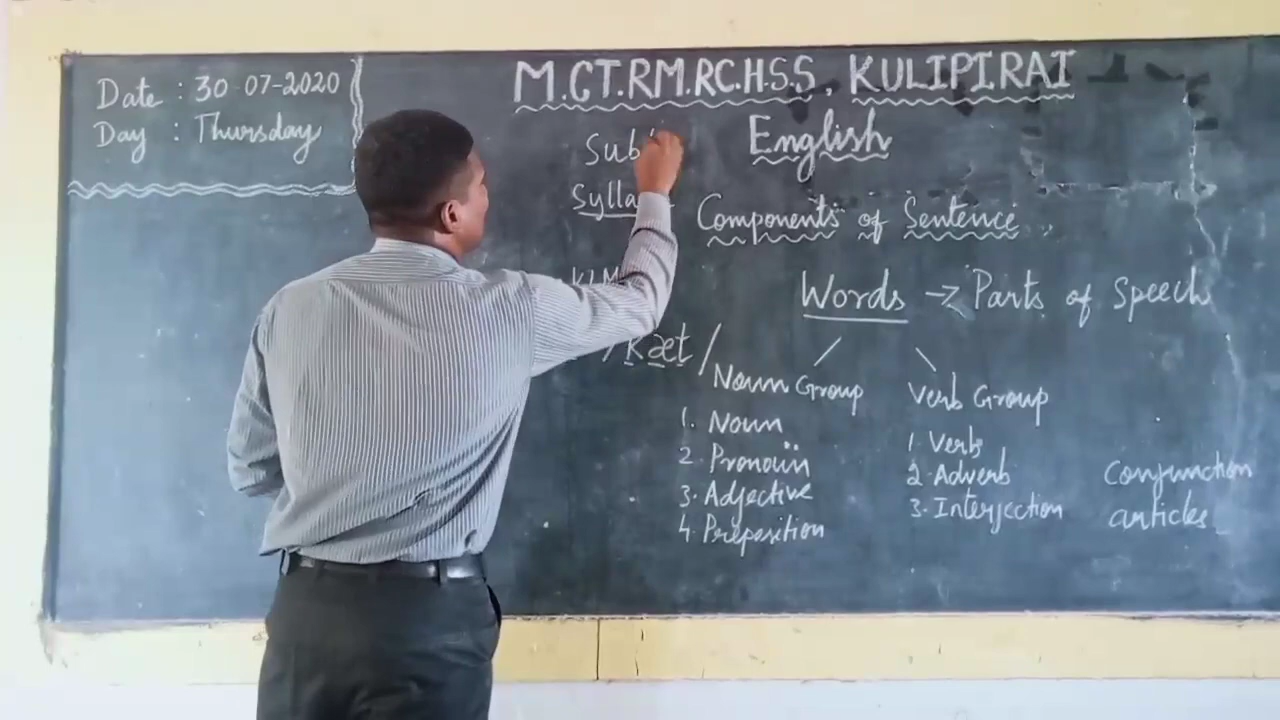 Date : 30-07-2020
Day : Thursday
M.CT.RM.RC.H.S.S, KULIPIRAI
English
Components of Sentence
Words → Parts of Speech
/kæt/
Noun Group
1. Noun
2. Pronoun
3. Adjective
4. Preposition
Verb Group
1. Verb
2. Adverb
3. Interjection
Conjunction
articles